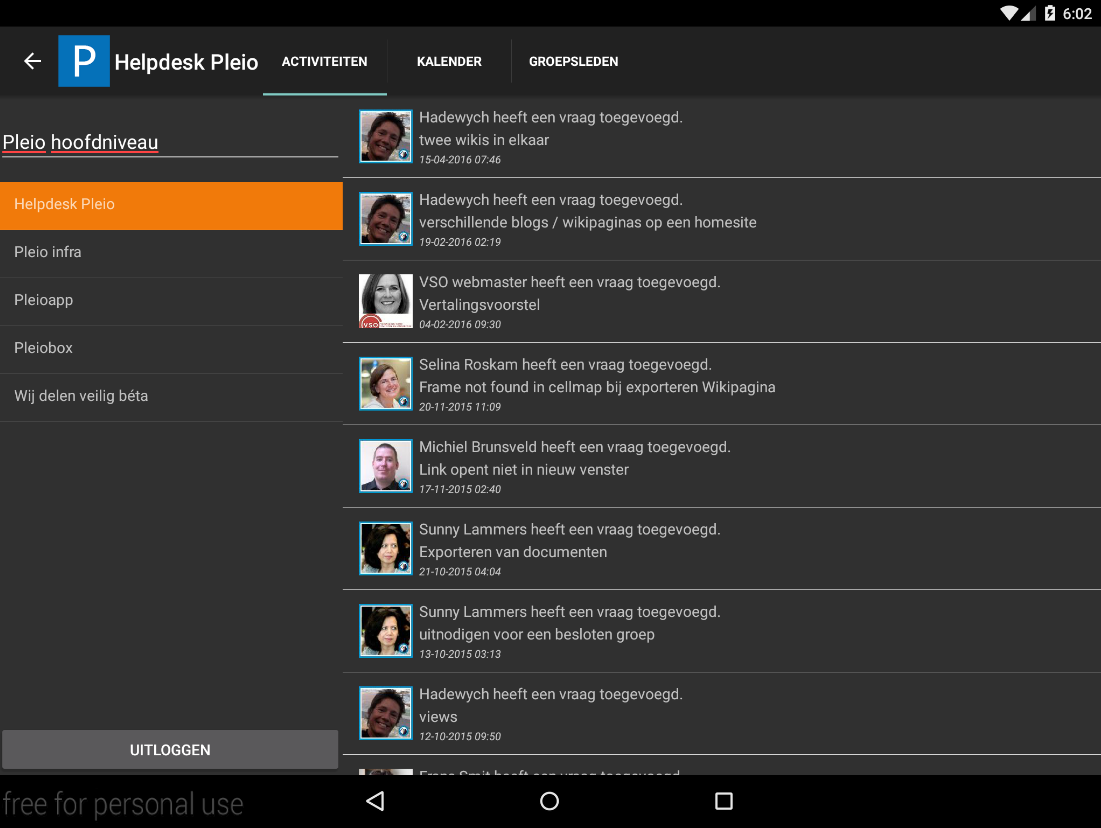 6:02
P Helpdesk Pleio
ACTIVITEITEN
KALENDER
GROEPSLEDEN
Pleio hoofdniveau
Helpdesk Pleio
Pleio infra
Pleioapp
Pleiobox
Wij delen veilig béta
UITLOGGEN
Hadewych heeft een vraag toegevoegd.
twee wikis in elkaar
15-04-2016 07:46
Hadewych heeft een vraag toegevoegd.
verschillende blogs / wikipaginas op een homesite
19-02-2016 02:19
VSO
VSO webmaster heeft een vraag toegevoegd.
Vertalingsvoorstel
04-02-2016 09:30
Selina Roskam heeft een vraag toegevoegd.
Frame not found in cellmap bij exporteren Wikipagina
20-11-2015 11:09
Michiel Brunsveld heeft een vraag toegevoegd.
Link opent niet in nieuw venster
17-11-2015 02:40
Sunny Lammers heeft een vraag toegevoegd.
Exporteren van documenten
21-10-2015 04:04
Sunny Lammers heeft een vraag toegevoegd.
uitnodigen voor een besloten groep
13-10-2015 03:13
Hadewych heeft een vraag toegevoegd.
views
12-10-2015 09:50
Frans Smit heeft een vraag toegevoegd.
free for personal use